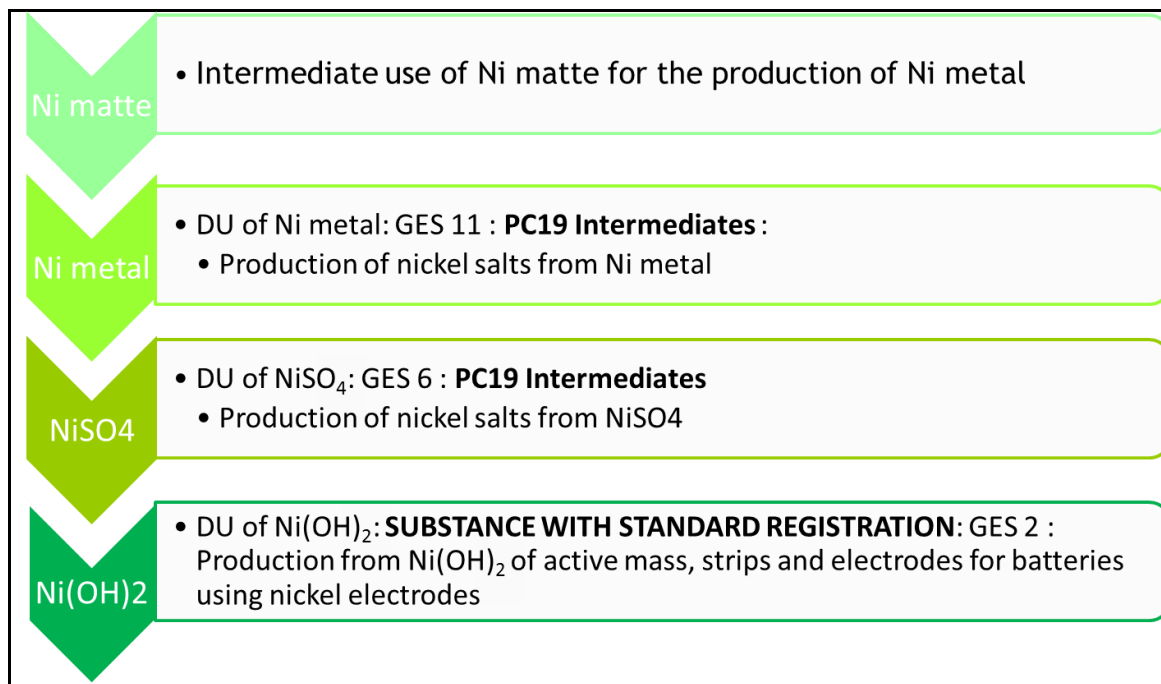 Ni matte
• Intermediate use of Ni matte for the production of Ni metal
Ni metal
• DU of Ni metal: GES 11 : PC19 Intermediates :
• Production of nickel salts from Ni metal
NiSO4
• DU of NiSO₄: GES 6 : PC19 Intermediates
• Production of nickel salts from NiSO4
Ni(OH)2
• DU of Ni(OH)₂: SUBSTANCE WITH STANDARD REGISTRATION: GES 2 :
Production from Ni(OH)₂ of active mass, strips and electrodes for batteries
using nickel electrodes